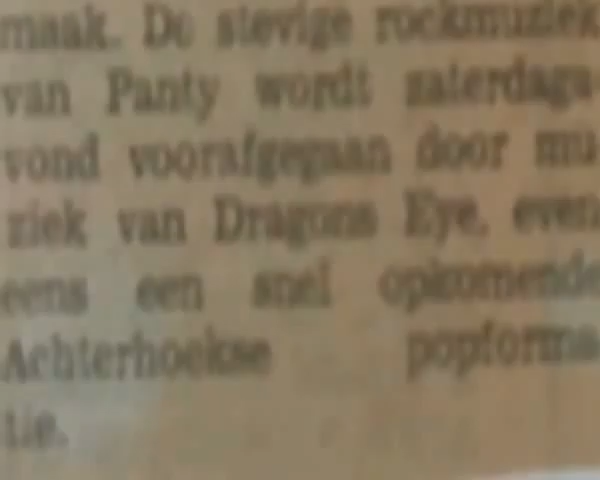 maak. De stevige rockmuziek
van Panty wordt zaterdaga-
vond voorafgegaan door mu
ziek van Dragons Eye, even
eens een snel opkomende
Achterhoekse popforma
tie.